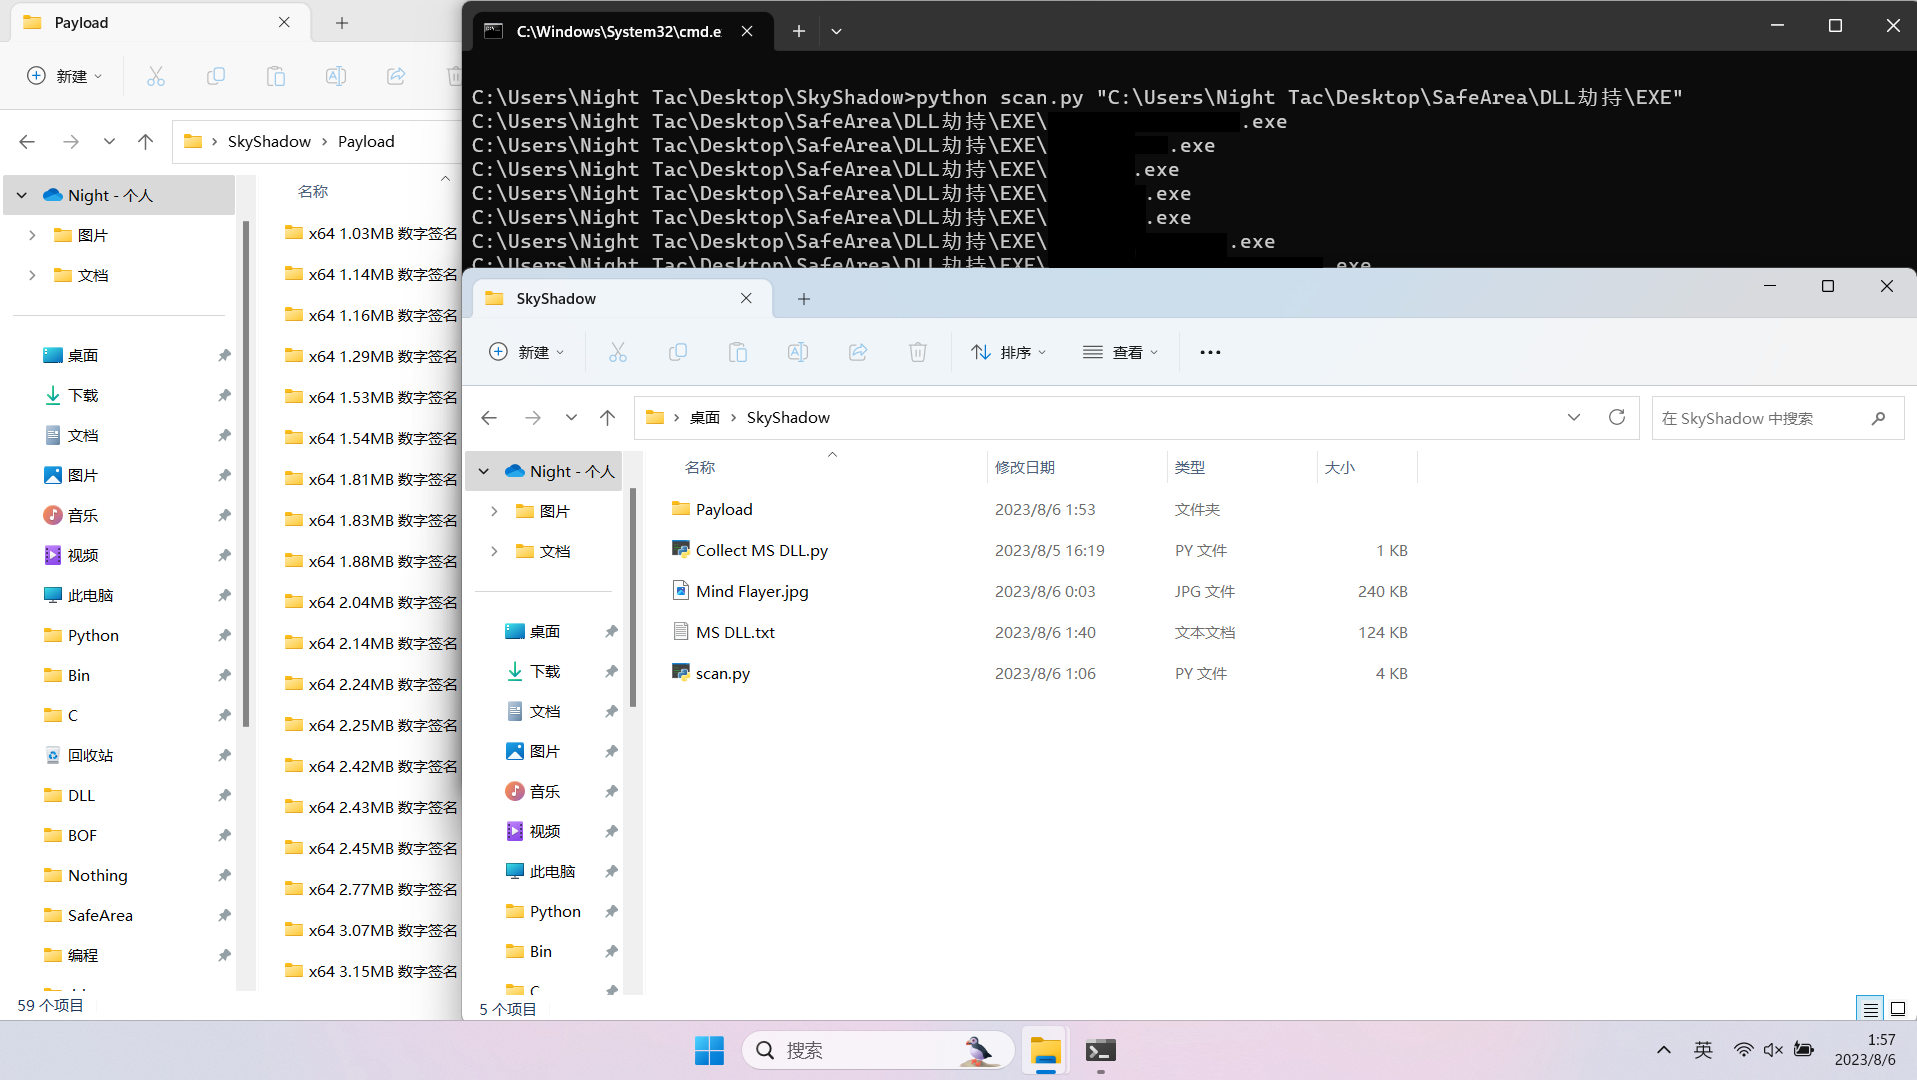 Payload
新建
SkyShadow
Payload
Night - 个人
图片
文档
桌面
下载
文档
图片
音乐
视频
此电脑
Python
Bin
C
回收站
DLL
BOF
Nothing
SafeArea
编程
59 个项目
名称
x64 1.03MB 数字签名
x64 1.14MB 数字签名
x64 1.16MB 数字签名
x64 1.29MB 数字签名
x64 1.53MB 数字签名
x64 1.54MB 数字签名
x64 1.81MB 数字签名
x64 1.83MB 数字签名
x64 1.88MB 数字签名
x64 2.04MB 数字签名
x64 2.14MB 数字签名
x64 2.24MB 数字签名
x64 2.25MB 数字签名
x64 2.42MB 数字签名
x64 2.43MB 数字签名
x64 2.45MB 数字签名
x64 2.77MB 数字签名
x64 3.07MB 数字签名
x64 3.15MB 数字签名
C:\Windows\System32\cmd.e
C:\Users\Night Tac\Desktop\SkyShadow>python scan.py "C:\Users\Night Tac\Desktop\SafeArea\DLL劫持\EXE"
C:\Users\Night Tac\Desktop\SafeArea\DLL劫持\EXE\ .exe
C:\Users\Night Tac\Desktop\SafeArea\DLL劫持\EXE\ .exe
C:\Users\Night Tac\Desktop\SafeArea\DLL劫持\EXE\ .exe
C:\Users\Night Tac\Desktop\SafeArea\DLL劫持\EXE\ .exe
C:\Users\Night Tac\Desktop\SafeArea\DLL劫持\EXE\ .exe
C:\Users\Night Tac\Desktop\SafeArea\DLL劫持\EXE\ .exe
C:\Users\Night Tac\Desktop\SafeArea\DLL劫持\EXE\ .exe
SkyShadow
新建 排序 查看
桌面 SkyShadow
在 SkyShadow 中搜索
Night - 个人
图片
文档
桌面
下载
文档
图片
音乐
视频
此电脑
Python
Bin
C
5 个项目
名称 修改日期 类型 大小
Payload 2023/8/6 1:53 文件夹
Collect MS DLL.py 2023/8/5 16:19 PY 文件 1 KB
Mind Flayer.jpg 2023/8/6 0:03 JPG 文件 240 KB
MS DLL.txt 2023/8/6 1:40 文本文档 124 KB
scan.py 2023/8/6 1:06 PY 文件 4 KB
搜索
英
1:57
2023/8/6